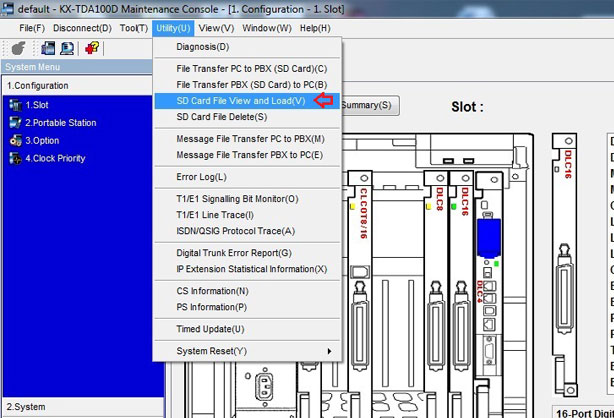 default - KX-TDA100D Maintenance Console - [1. Configuration - 1. Slot]
File(F) Disconnect(D) Tool(T) Utility(U) View(V) Window(W) Help(H)
System Menu
1.Configuration
1.Slot
2.Portable Station
3.Option
4.Clock Priority
2.System
Diagnosis(D)
File Transfer PC to PBX (SD Card)(C)
File Transfer PBX (SD Card) to PC(B)
SD Card File View and Load(V)
SD Card File Delete(S)
Message File Transfer PC to PBX(M)
Message File Transfer PBX to PC(E)
Error Log(L)
T1/E1 Signalling Bit Monitor(O)
T1/E1 Line Trace(I)
ISDN/QSIG Protocol Trace(A)
Digital Trunk Error Report(G)
IP Extension Statistical Information(X)
CS Information(N)
PS Information(P)
Timed Update(U)
System Reset(Y)
Summary(S)
Slot :
CLCOT8/16
DLC8
DLC16
DLC4
DLC16
16-Port Digi